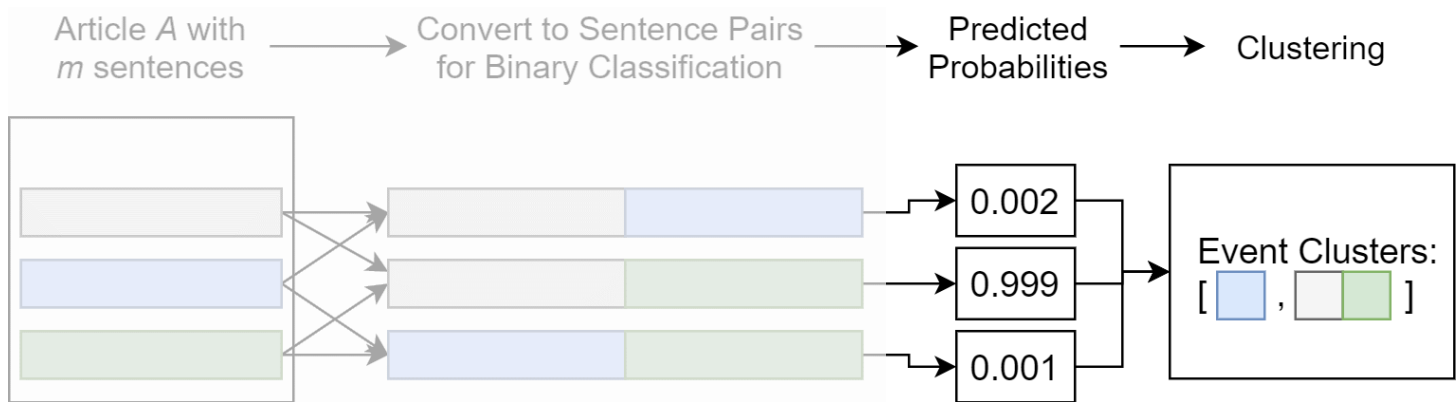 Article A with
m sentences
Convert to Sentence Pairs
for Binary Classification
Predicted
Probabilities
Clustering
0.002
0.999
0.001
Event Clusters:
[ , ]